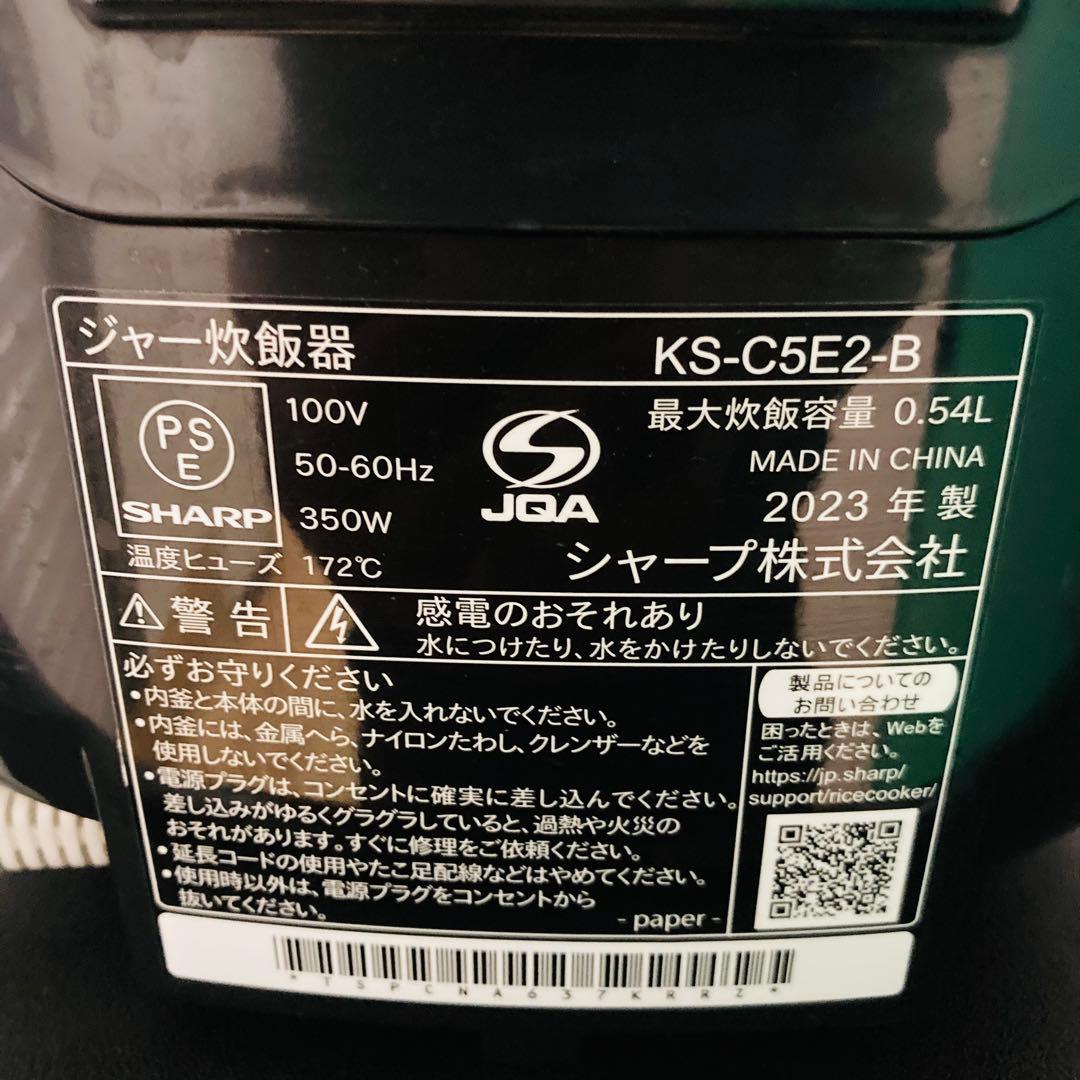 ジャー炊飯器 KS-C5E2-B
PSE
SHARP
100V
50-60Hz
350W
温度ヒューズ 172℃
JQA
最大炊飯容量 0.54L
MADE IN CHINA
2023 年 製
シャープ株式会社
警告
感電のおそれあり
水につけたり、水をかけたりしないでください。
必ずお守りください
•内釜と本体の間に、水を入れないでください。
•内釜には、金属へら、ナイロンたわし、クレンザーなどを
使用しないでください。
•電源プラグは、コンセントに確実に差し込んでください。
差し込みがゆるくグラグラしていると、過熱や火災の
おそれがあります。すぐに修理をご依頼ください。
•延長コードの使用やたこ足配線などはやめてください。
•使用時以外は、電源プラグをコンセントから
抜いてください。
- paper -
製品についての
お問い合わせ
困ったときは、Webを
ご活用ください。
https://jp.sharp/
support/ricecooker/
*TSPCNA637KRRZ*